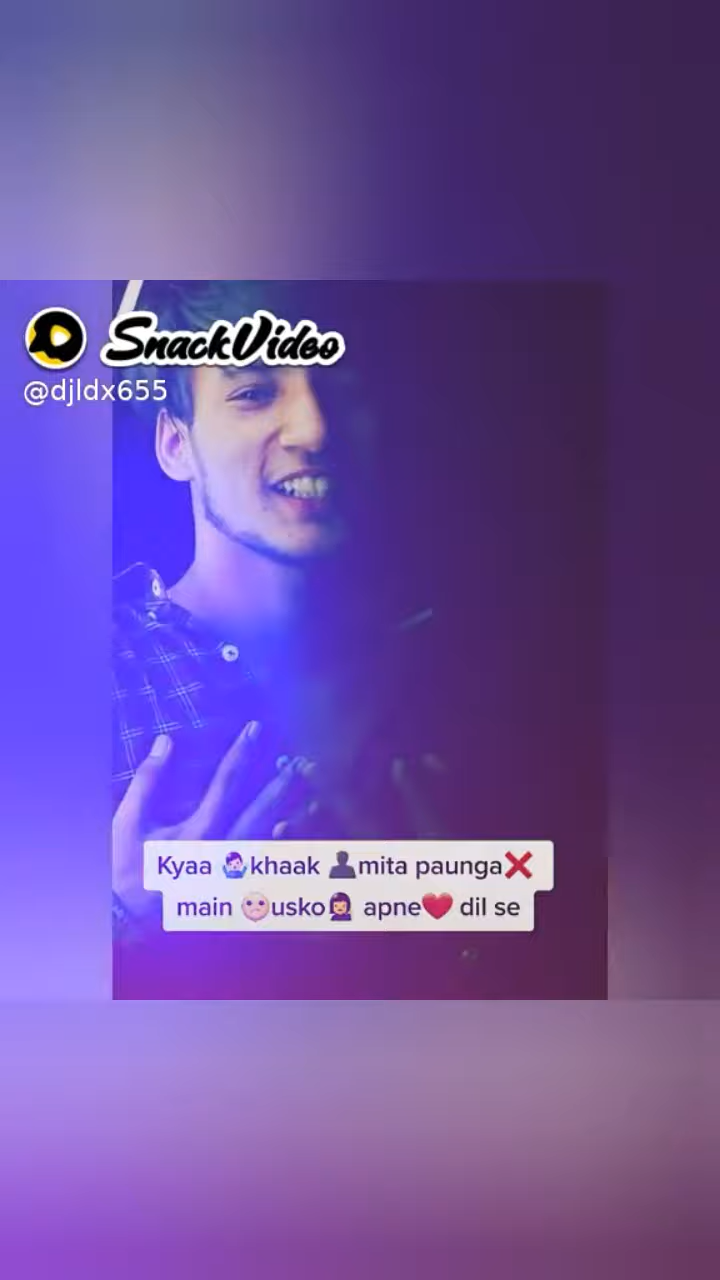 SnackVideo
@djldx655
Kyaa 🤷‍♂️khaak 👤mita paunga❌
main 🙁usko🙍‍♀️ apne❤️ dil se